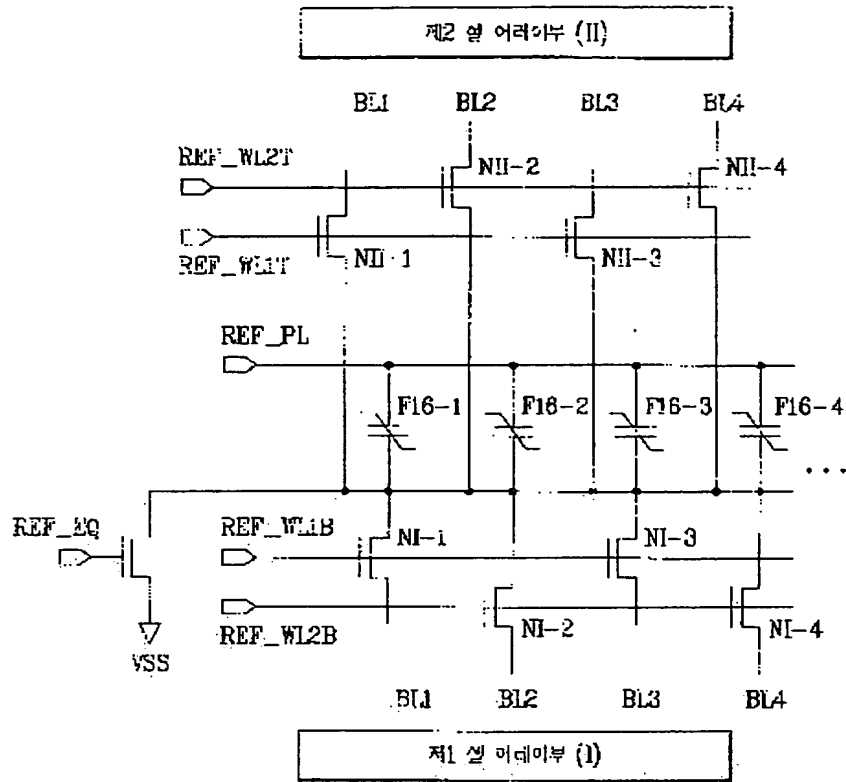 제2 셀 어레이부 (II)
BL1 BL2 BL3 BL4
REF_WL2T
NII-2
NII-4
REF_WL1T
NII-1
NII-3
REF_PL
F16-1
F16-2
F16-3
F16-4
...
REF_EQ
REF_WL1B
NI-1
NI-3
REF_WL2B
NI-2
NI-4
VSS
BL1 BL2 BL3 BL4
제1 셀 어레이부 (I)